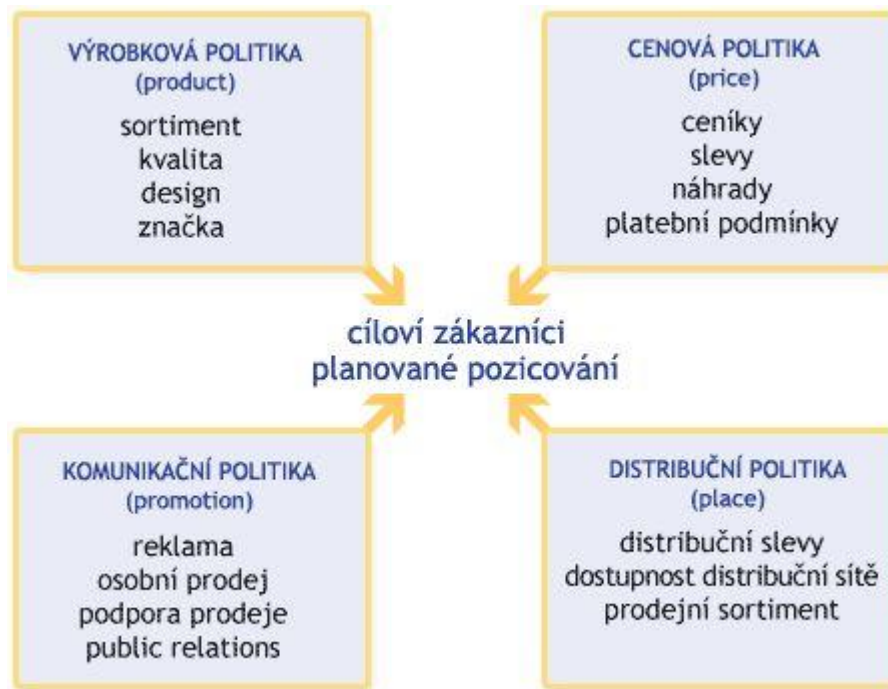 VÝROBKOVÁ POLITIKA
(product)
sortiment
kvalita
design
značka
CENOVÁ POLITIKA
(price)
ceníky
slevy
náhrady
platební podmínky
cíloví zákazníci
planované pozicování
KOMUNIKAČNÍ POLITIKA
(promotion)
reklama
osobní prodej
podpora prodeje
public relations
DISTRIBUČNÍ POLITIKA
(place)
distribuční slevy
dostupnost distribuční sítě
prodejní sortiment